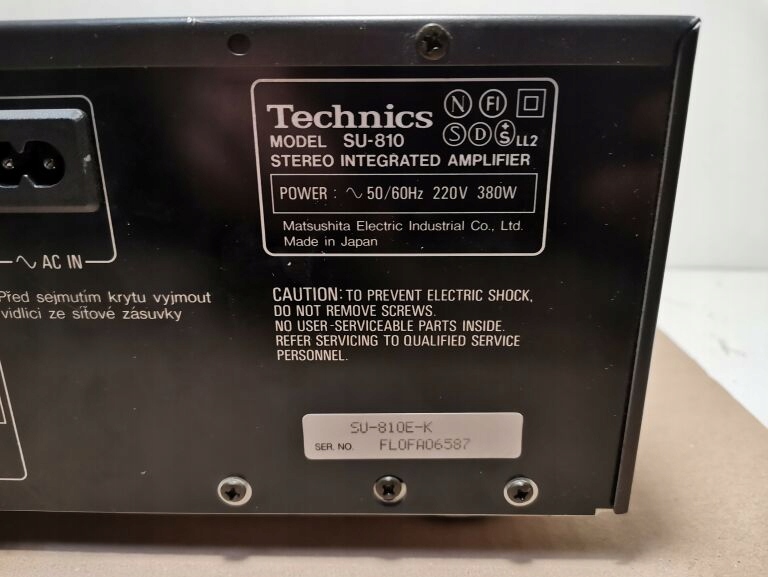 Technics
N FI
S D S LL2
MODEL SU-810
STEREO INTEGRATED AMPLIFIER
POWER : ∿ 50/60Hz 220V 380W
Matsushita Electric Industrial Co., Ltd.
Made in Japan
∿ AC IN
Před sejmutím krytu vyjmout
vidlici ze síťové zásuvky
CAUTION: TO PREVENT ELECTRIC SHOCK,
DO NOT REMOVE SCREWS.
NO USER-SERVICEABLE PARTS INSIDE.
REFER SERVICING TO QUALIFIED SERVICE
PERSONNEL.
SU-810E-K
SER. NO. FL0FA06587